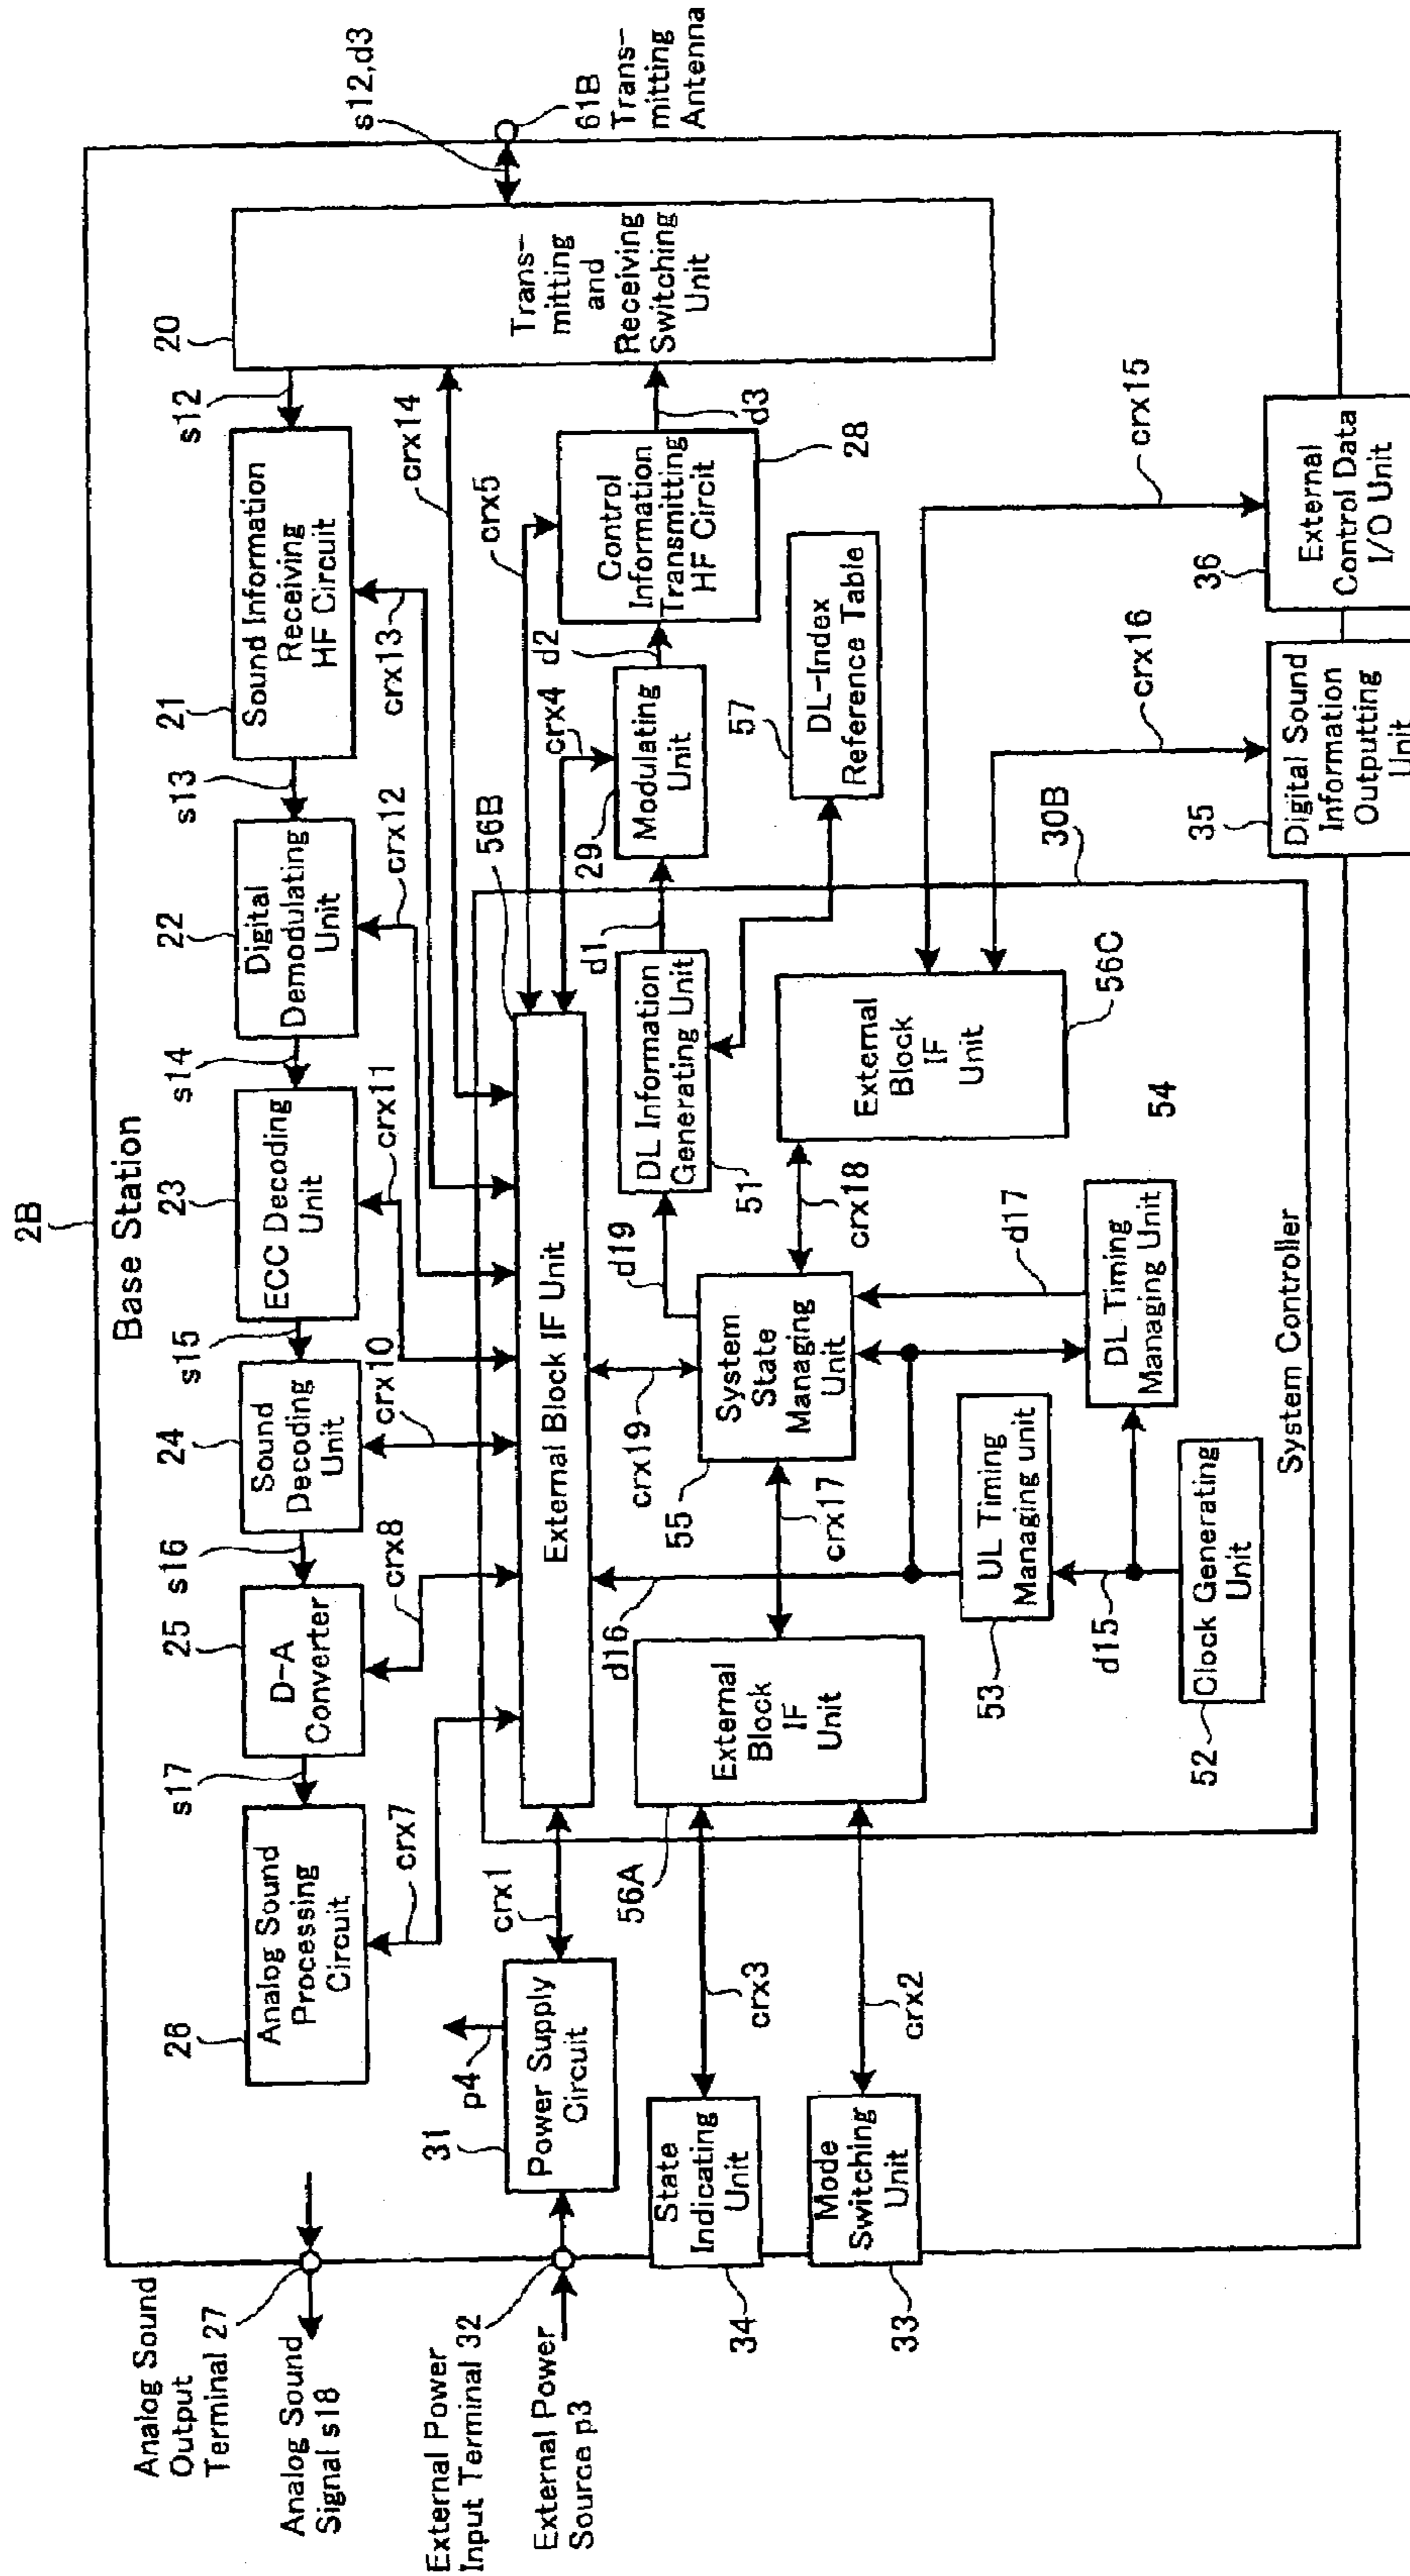 2B
Base Station
Analog Sound
Output
Terminal 27
Analog Sound
Signal s18
External Power
Input Terminal 32
External Power
Source p3
26
Analog Sound
Processing
Circuit
s17
25
D-A
Converter
s16
24
Sound
Decoding
Unit
s15
23
ECC Decoding
Unit
s14
22
Digital
Demodulating
Unit
s13
21
Sound Information
Receiving
HF Circuit
s12
20
Trans-
mitting
and
Receiving
Switching
Unit
s12,d3
61B
Trans-
mitting
Antenna
crx7
crx8
crx10
crx11
crx12
crx13
crx14
crx5
crx4
p4
31
Power Supply
Circuit
crx1
External Block IF Unit
56B
29
Modulating
Unit
d2
Control
Information
Transmitting
HF Circit
28
d3
d1
DL Information
Generating Unit
51
57
DL-Index
Reference Table
30B
State
Indicating
Unit
34
Mode
Switching
Unit
33
crx3
crx2
56A
External
Block
IF
Unit
d16
crx17
crx19
55
System
State
Managing
Unit
d19
crx18
External
Block
IF
Unit
56C
crx16
crx15
35
Digital Sound
Information
Outputting
Unit
36
External
Control Data
I/O Unit
53
UL Timing
Managing unit
d17
54
DL Timing
Managing Unit
d15
52
Clock Generating
Unit
System Controller